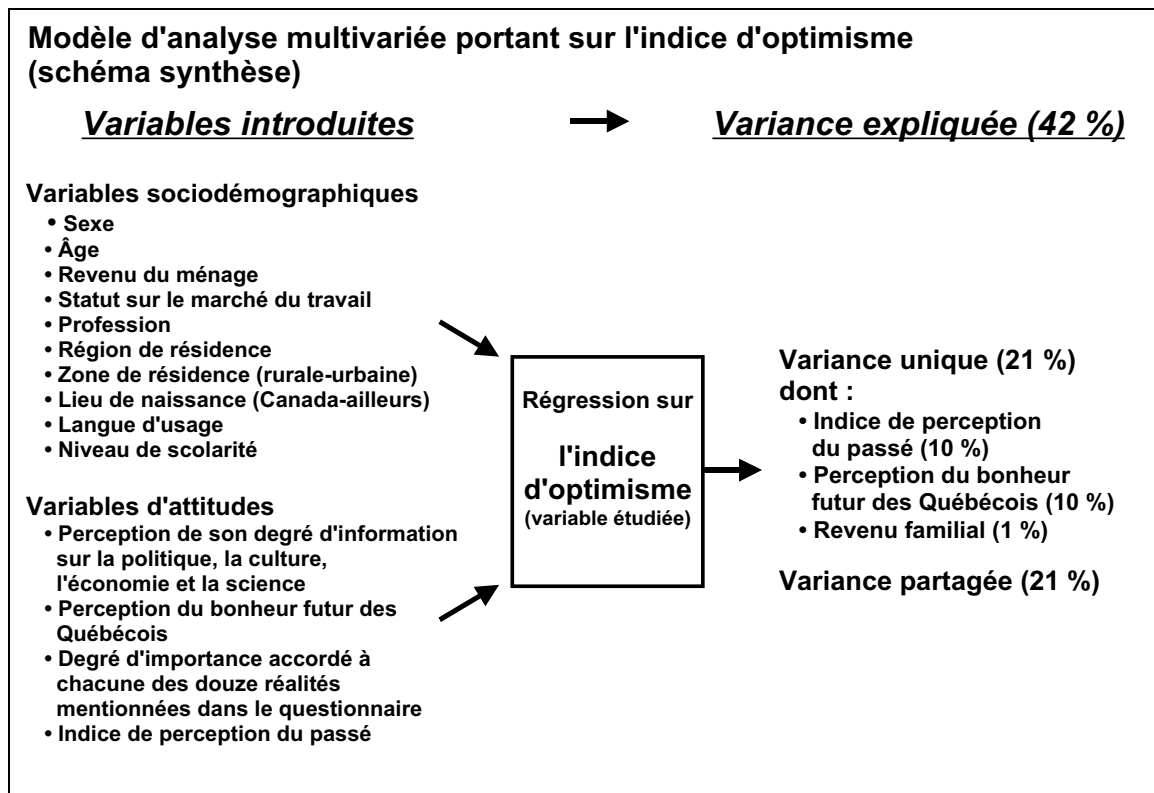 Modèle d'analyse multivariée portant sur l'indice d'optimisme
(schéma synthèse)
Variables introduites
Variance expliquée (42 %)
Variables sociodémographiques
• Sexe
• Âge
• Revenu du ménage
• Statut sur le marché du travail
• Profession
• Région de résidence
• Zone de résidence (rurale-urbaine)
• Lieu de naissance (Canada-ailleurs)
• Langue d'usage
• Niveau de scolarité
Variables d'attitudes
• Perception de son degré d'information
sur la politique, la culture,
l'économie et la science
• Perception du bonheur futur des
Québécois
• Degré d'importance accordé à
chacune des douze réalités
mentionnées dans le questionnaire
• Indice de perception du passé
Régression sur
l'indice
d'optimisme
(variable étudiée)
Variance unique (21 %)
dont :
• Indice de perception
du passé (10 %)
• Perception du bonheur
futur des Québécois (10 %)
• Revenu familial (1 %)
Variance partagée (21 %)